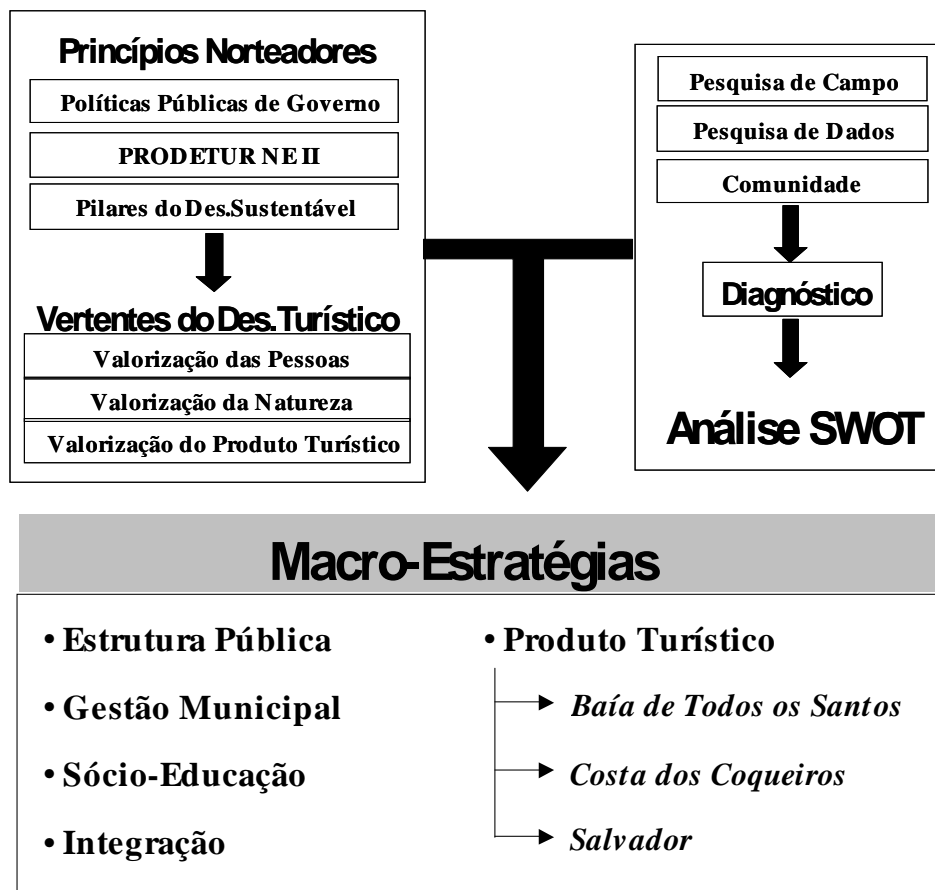 Princípios Norteadores
Políticas Públicas de Governo
PRODETUR NE II
Pilares do Des.Sustentável
Vertentes do Des. Turístico
Valorização das Pessoas
Valorização da Natureza
Valorização do Produto Turístico
Pesquisa de Campo
Pesquisa de Dados
Comunidade
Diagnóstico
Análise SWOT
Macro-Estratégias
• Estrutura Pública
• Gestão Municipal
• Sócio-Educação
• Integração
• Produto Turístico
Baía de Todos os Santos
Costa dos Coqueiros
Salvador